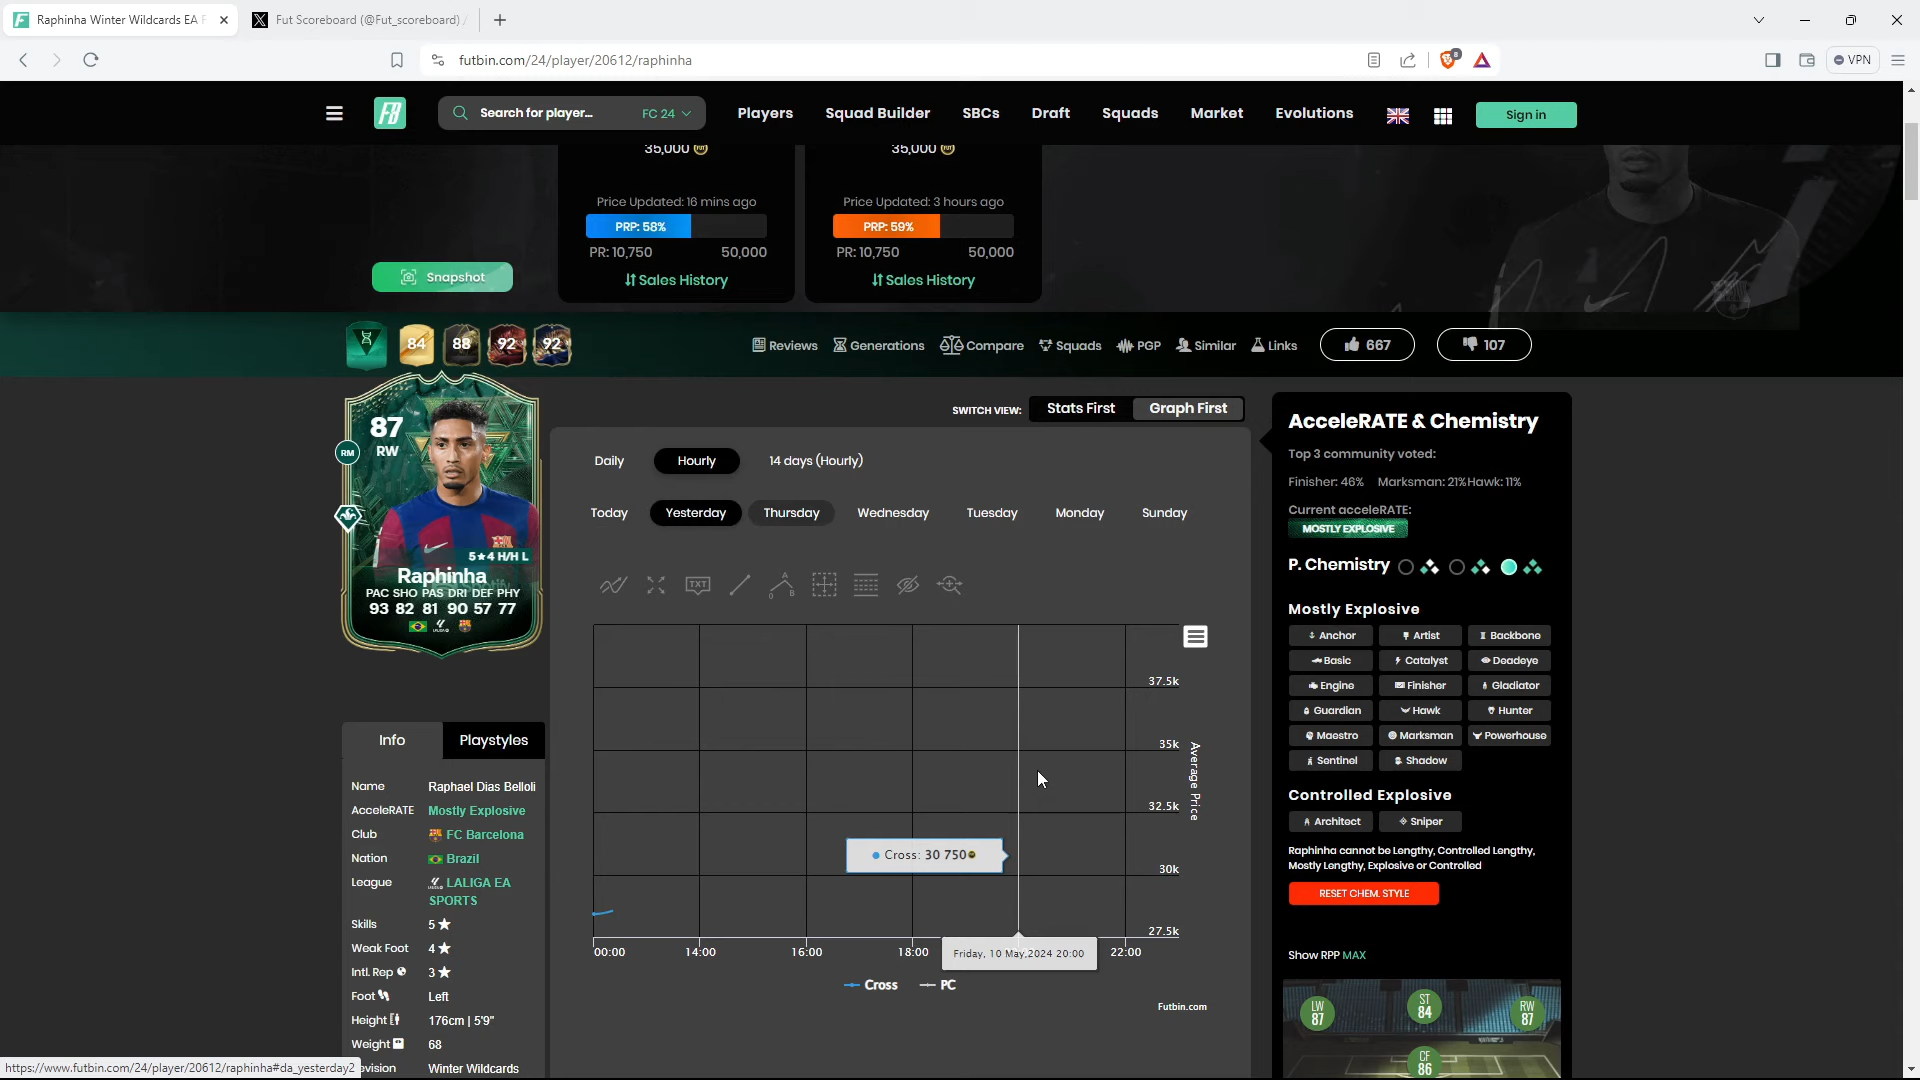 Raphinha Winter Wildcards EA F
Fut Scoreboard (@Fut_scoreboard) /
futbin.com/24/player/20612/raphinha
8
VPN
FB
Search for player...
FC 24
Players
Squad Builder
SBCs
Draft
Squads
Market
Evolutions
Sign in
35,000
35,000
Price Updated: 16 mins ago
Price Updated: 3 hours ago
PRP: 58%
PRP: 59%
PR: 10,750 50,000
PR: 10,750 50,000
Sales History
Sales History
Snapshot
84 88 92 92
Reviews
Generations
Compare
Squads
PGP
Similar
Links
667
107
SWITCH VIEW:
Stats First
Graph First
87
RW
RM
5★4 H/H L
Raphinha
PAC SHO PAS DRI DEF PHY
93 82 81 90 57 77
Daily Hourly 14 days (Hourly)
Today Yesterday Thursday Wednesday Tuesday Monday Sunday
TXT
A
B
37.5k
35k
32.5k
30k
27.5k
Average Price
Cross: 30 750
00:00 14:00 16:00 18:00 22:00
Friday, 10 May,2024 20:00
Cross PC
Futbin.com
Info
Playstyles
Name Raphael Dias Belloli
AcceleRATE Mostly Explosive
Club FC Barcelona
Nation Brazil
League LALIGA EA
SPORTS
Skills 5★
Weak Foot 4★
Intl. Rep 3★
Foot Left
Height 176cm | 5'9"
Weight 68
Winter Wildcards
https://www.futbin.com/24/player/20612/raphinha#da_yesterday2
AcceleRATE & Chemistry
Top 3 community voted:
Finisher: 46% Marksman: 21% Hawk: 11%
Current acceleRATE:
MOSTLY EXPLOSIVE
P. Chemistry
Mostly Explosive
Anchor Artist Backbone
Basic Catalyst Deadeye
Engine Finisher Gladiator
Guardian Hawk Hunter
Maestro Marksman Powerhouse
Sentinel Shadow
Controlled Explosive
Architect Sniper
Raphinha cannot be Lengthy, Controlled Lengthy,
Mostly Lengthy, Explosive or Controlled
RESET CHEM. STYLE
Show RPP MAX
LW
87
ST
84
RW
87
CF
86